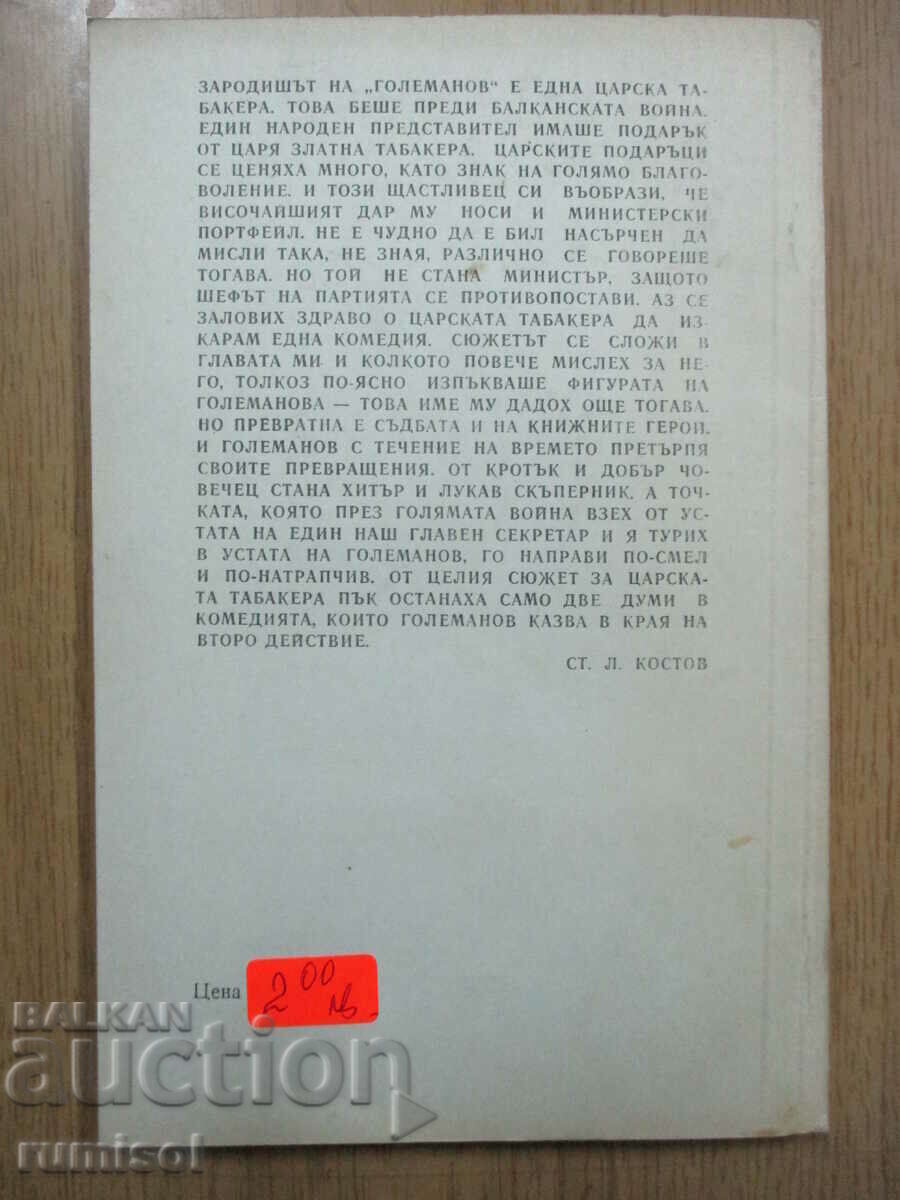 ЗАРОДИШЪТ НА „ГОЛЕМАНОВ“ Е ЕДНА ЦАРСКА ТА-
БАКЕРА. ТОВА БЕШЕ ПРЕДИ БАЛКАНСКАТА ВОЙНА.
ЕДИН НАРОДЕН ПРЕДСТАВИТЕЛ ИМАШЕ ПОДАРЪК
ОТ ЦАРЯ ЗЛАТНА ТАБАКЕРА. ЦАРСКИТЕ ПОДАРЪЦИ
СЕ ЦЕНЯХА МНОГО, КАТО ЗНАК НА ГОЛЯМО БЛАГО-
ВОЛЕНИЕ. И ТОЗИ ЩАСТЛИВЕЦ СИ ВЪОБРАЗИ, ЧЕ
ВИСОЧАЙШИЯТ ДАР МУ НОСИ И МИНИСТЕРСКИ
ПОРТФЕЙЛ. НЕ Е ЧУДНО ДА Е БИЛ НАСЪРЧЕН ДА
МИСЛИ ТАКА, НЕ ЗНАЯ, РАЗЛИЧНО СЕ ГОВОРЕШЕ
ТОГАВА. НО ТОЙ НЕ СТАНА МИНИСТЪР, ЗАЩОТО
ШЕФЪТ НА ПАРТИЯТА СЕ ПРОТИВОПОСТАВИ. АЗ СЕ
ЗАЛОВИХ ЗДРАВО О ЦАРСКАТА ТАБАКЕРА ДА ИЗ-
КАРАМ ЕДНА КОМЕДИЯ. СЮЖЕТЪТ СЕ СЛОЖИ В
ГЛАВАТА МИ И КОЛКОТО ПОВЕЧЕ МИСЛЕХ ЗА НЕ-
ГО, ТОЛКОЗ ПО-ЯСНО ИЗПЪКВАШЕ ФИГУРАТА НА
ГОЛЕМАНОВА — ТОВА ИМЕ МУ ДАДОХ ОЩЕ ТОГАВА.
НО ПРЕВРАТНА Е СЪДБАТА И НА КНИЖНИТЕ ГЕРОИ.
И ГОЛЕМАНОВ С ТЕЧЕНИЕ НА ВРЕМЕТО ПРЕТЪРПЯ
СВОИТЕ ПРЕВРАЩЕНИЯ. ОТ КРОТЪК И ДОБЪР ЧО-
ВЕЧЕЦ СТАНА ХИТЪР И ЛУКАВ СКЪПЕРНИК. А ТОЧ-
КАТА, КОЯТО ПРЕЗ ГОЛЯМАТА ВОЙНА ВЗЕХ ОТ УС-
ТАТА НА ЕДИН НАШ ГЛАВЕН СЕКРЕТАР И Я ТУРИХ
В УСТАТА НА ГОЛЕМАНОВ, ГО НАПРАВИ ПО-СМЕЛ
И ПО-НАТРАПЧИВ. ОТ ЦЕЛИЯ СЮЖЕТ ЗА ЦАРСКА-
ТА ТАБАКЕРА ПЪК ОСТАНАХА САМО ДВЕ ДУМИ В
КОМЕДИЯТА, КОИТО ГОЛЕМАНОВ КАЗВА В КРАЯ НА
ВТОРО ДЕЙСТВИЕ.
СТ. Л. КОСТОВ
Цена 2 00 лв.
BALKAN
auction
rumisol